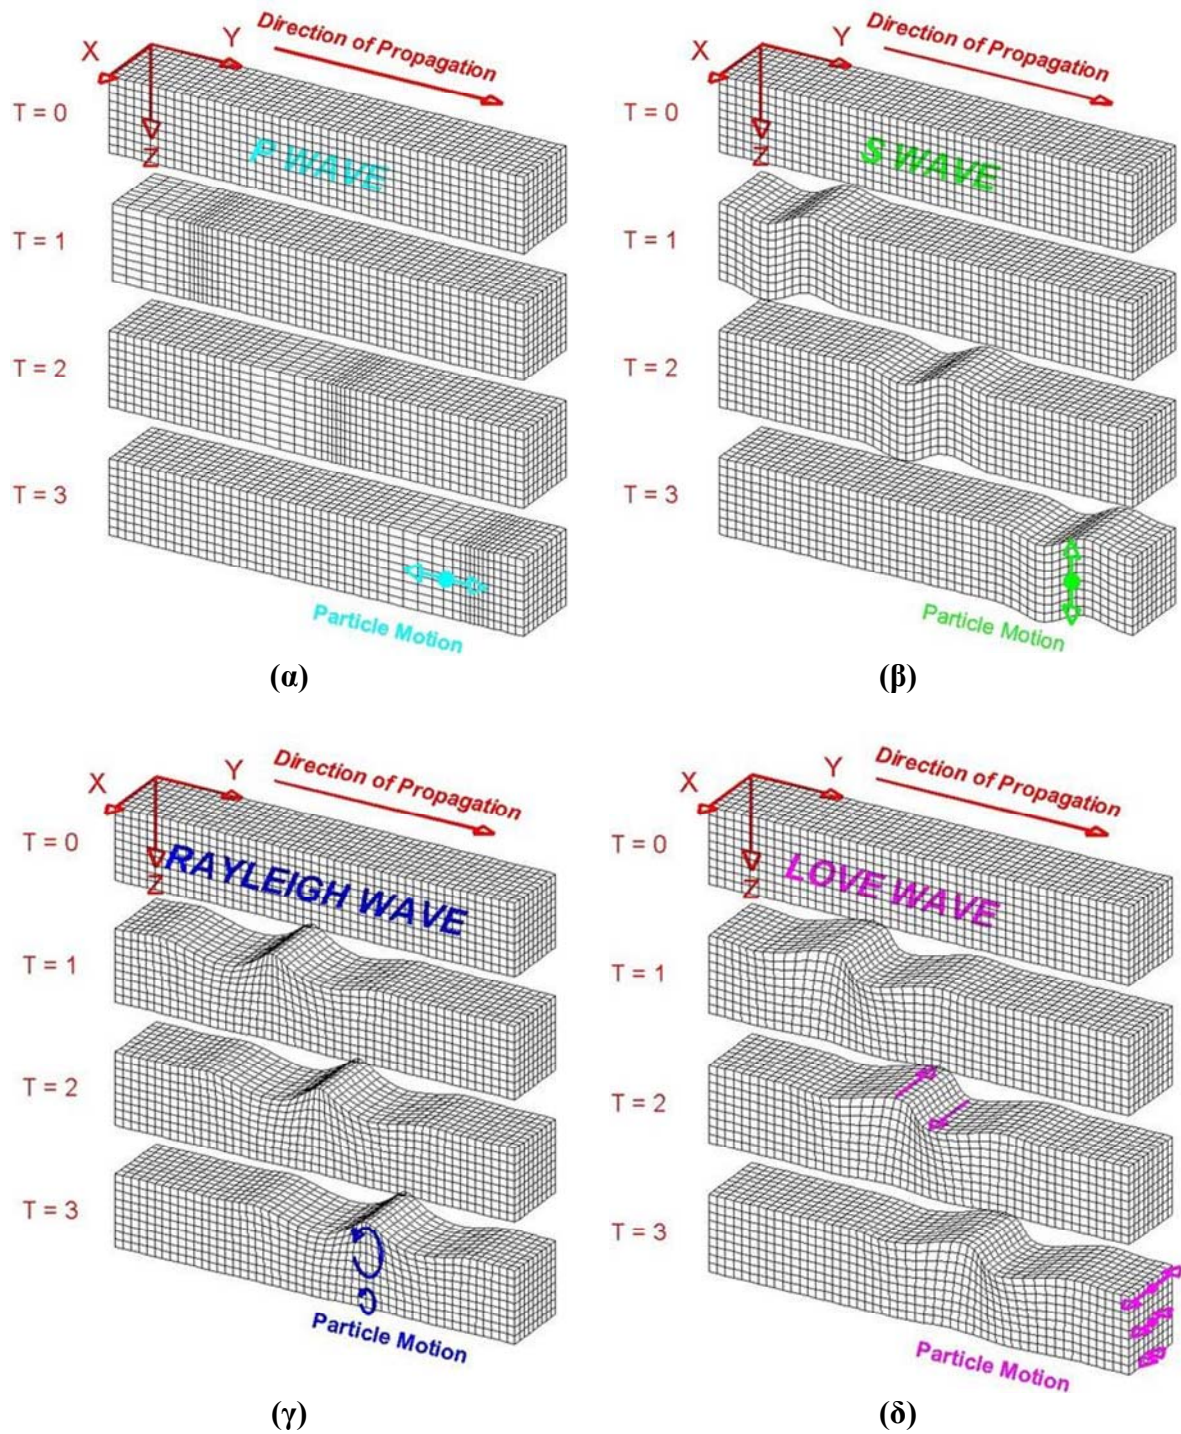 X
Y
Direction of Propagation
T = 0
Z
P WAVE
T = 1
T = 2
T = 3
Particle Motion
(α)
X
Y
Direction of Propagation
T = 0
Z
S WAVE
T = 1
T = 2
T = 3
Particle Motion
(β)
X
Y
Direction of Propagation
T = 0
Z
RAYLEIGH WAVE
T = 1
T = 2
T = 3
Particle Motion
(γ)
X
Y
Direction of Propagation
T = 0
Z
LOVE WAVE
T = 1
T = 2
T = 3
Particle Motion
(δ)